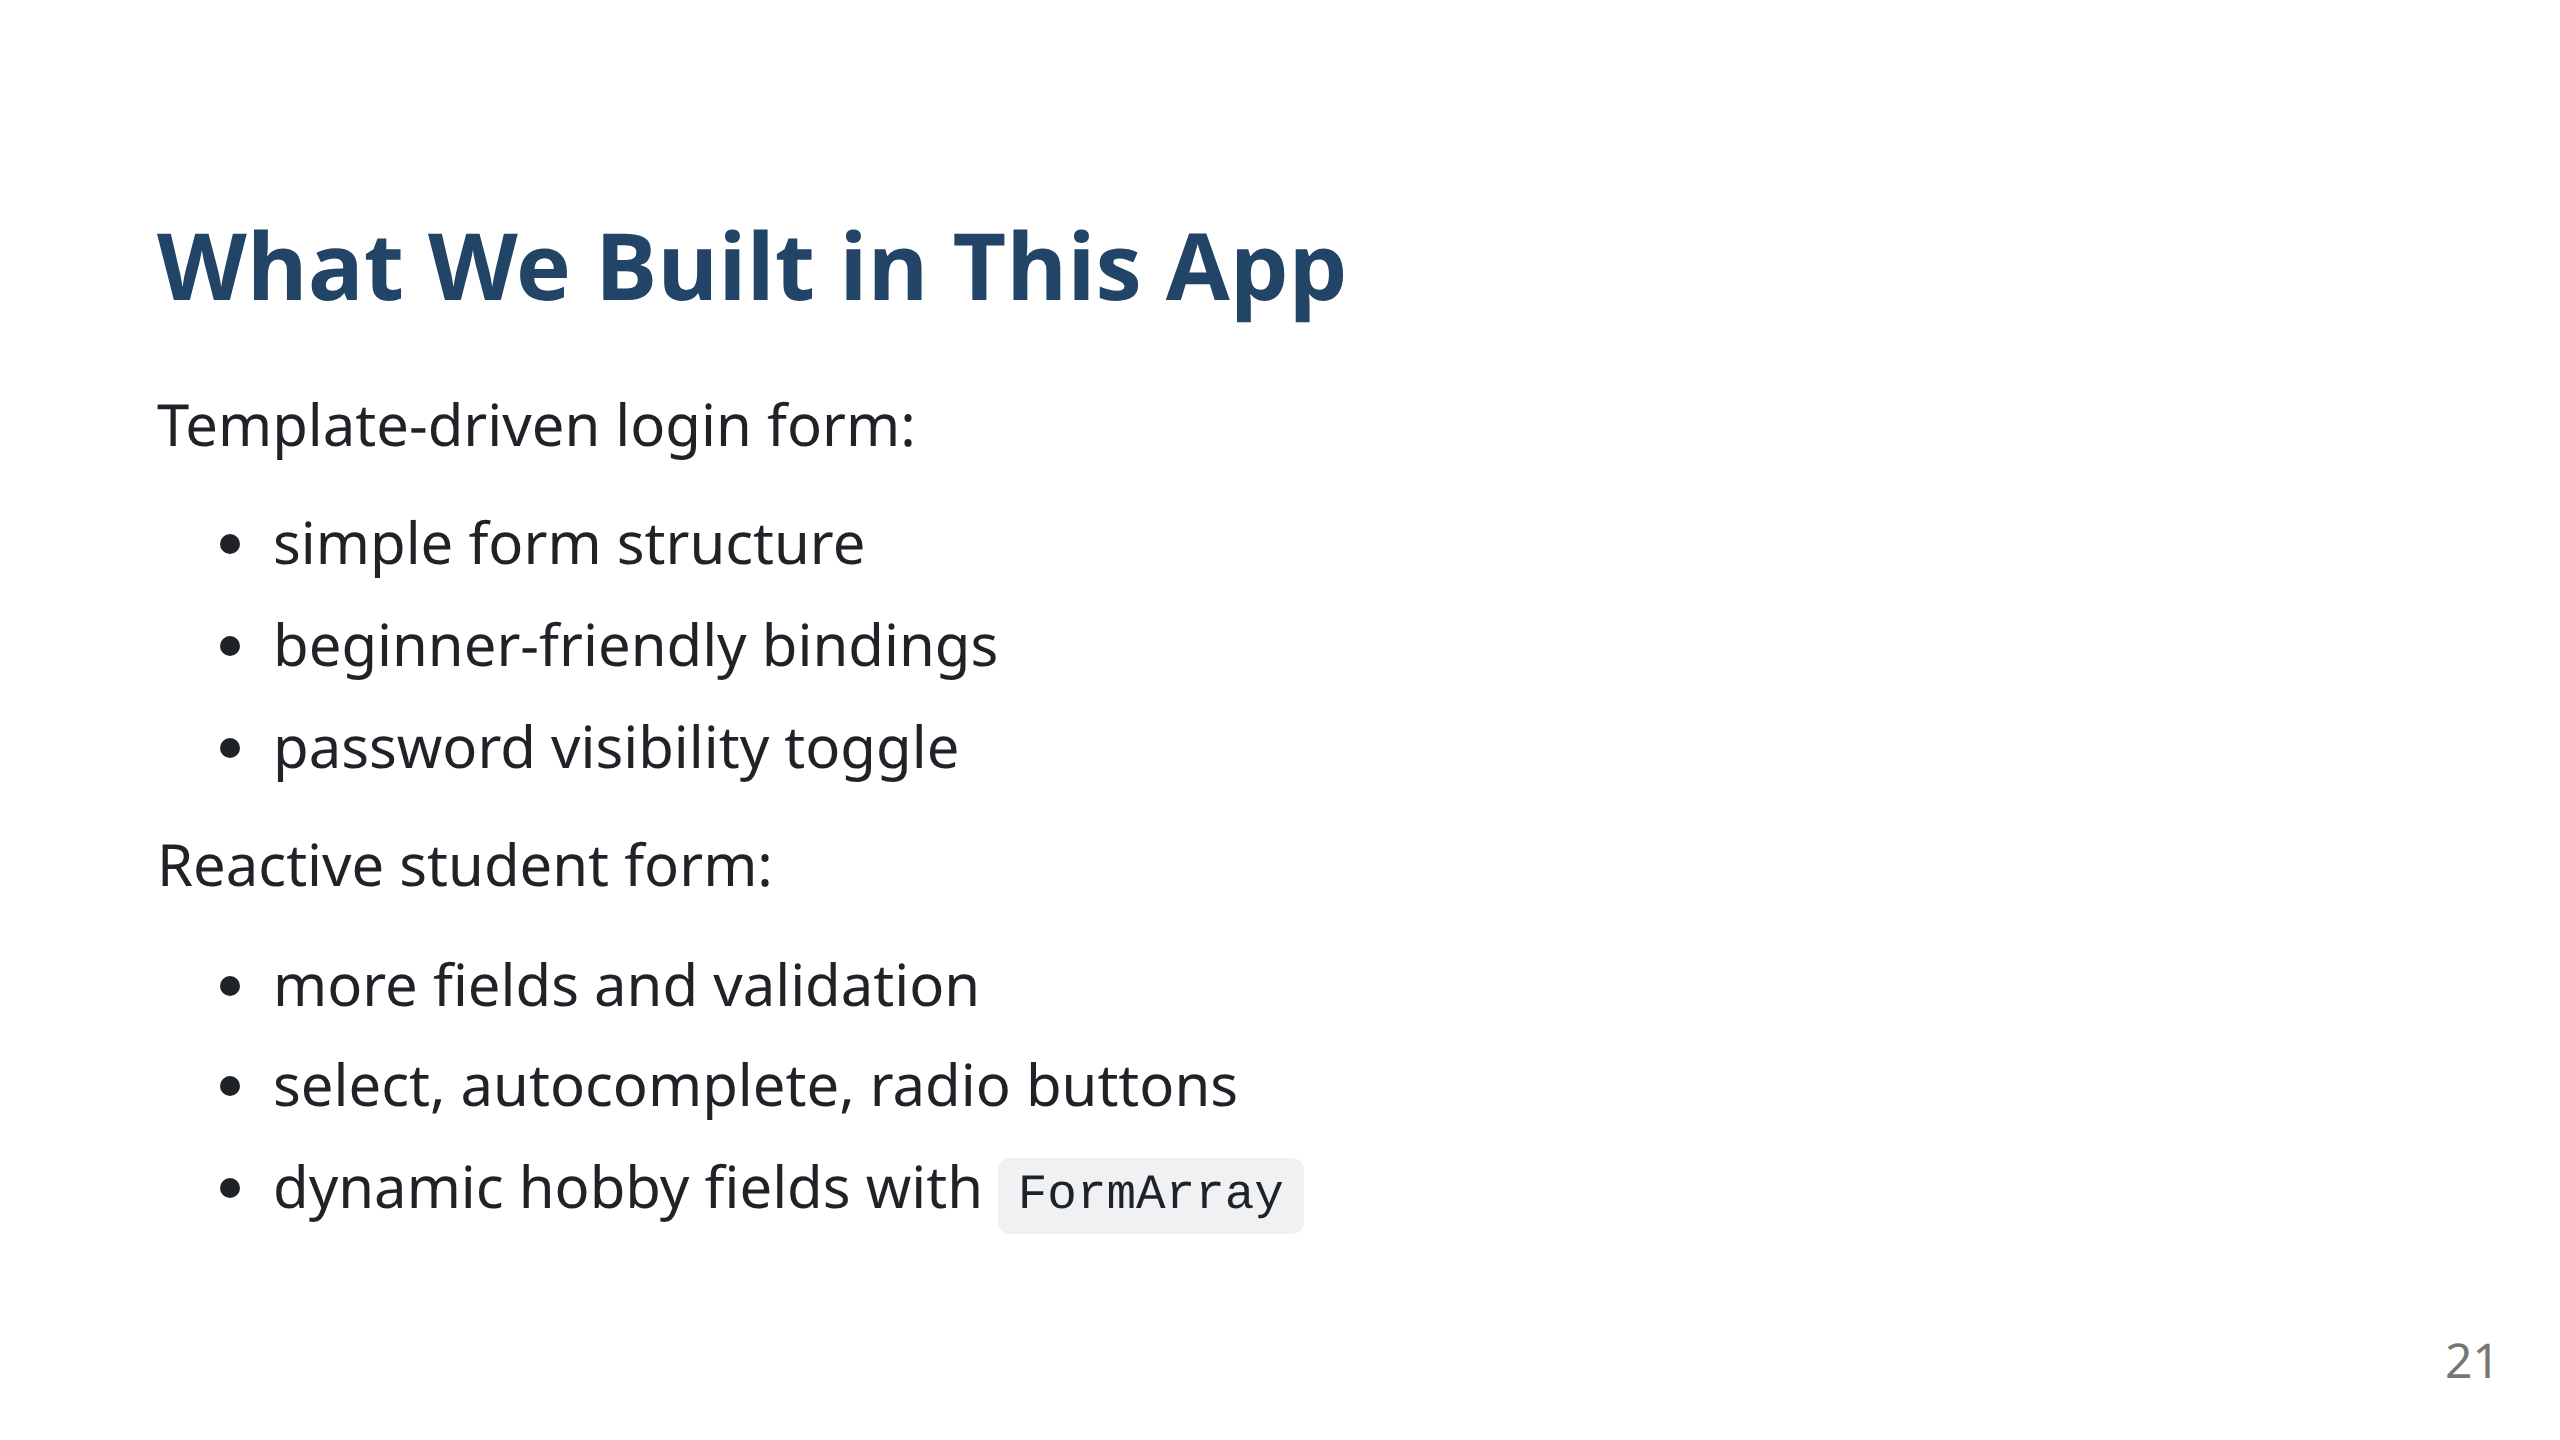 What We Built in This App
Template-driven login form:
• simple form structure
• beginner-friendly bindings
• password visibility toggle
Reactive student form:
• more fields and validation
• select, autocomplete, radio buttons
• dynamic hobby fields with FormArray
21